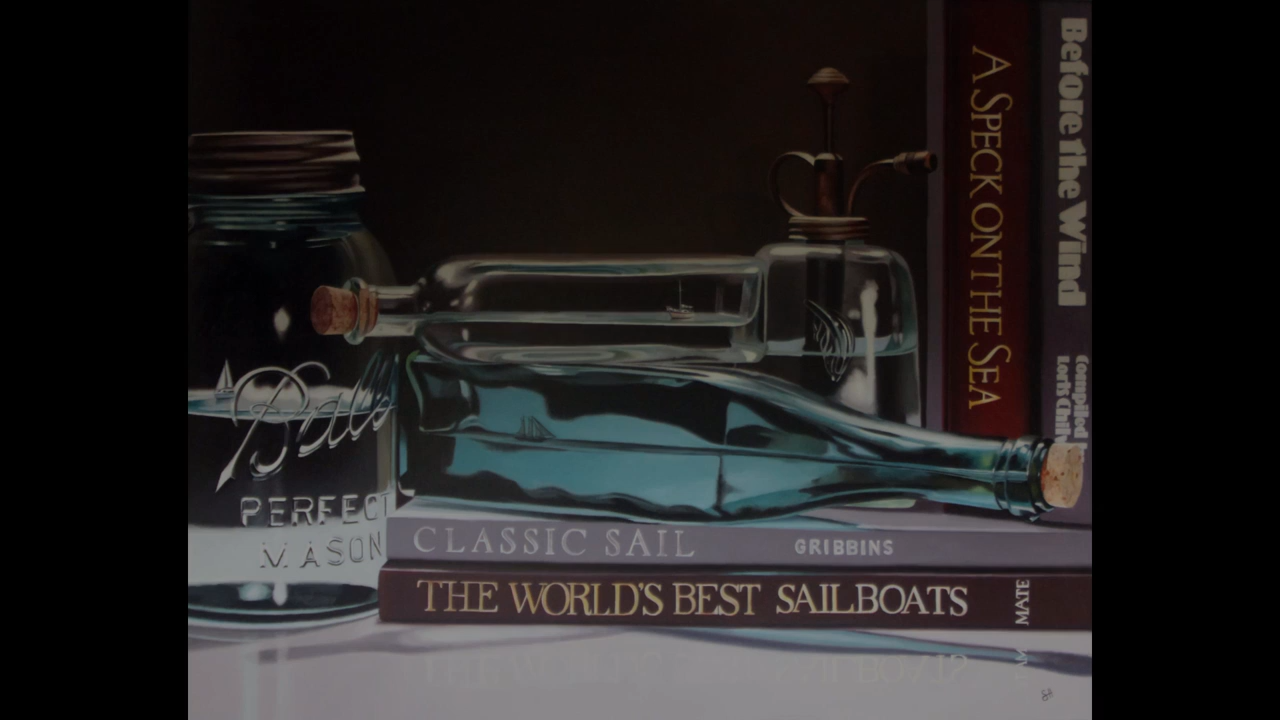 Ball
PERFECT
MASON
A SPECK ON THE SEA
Before the Wind
Compiled
CLASSIC SAIL GRIBBINS
THE WORLD'S BEST SAILBOATS
MATE